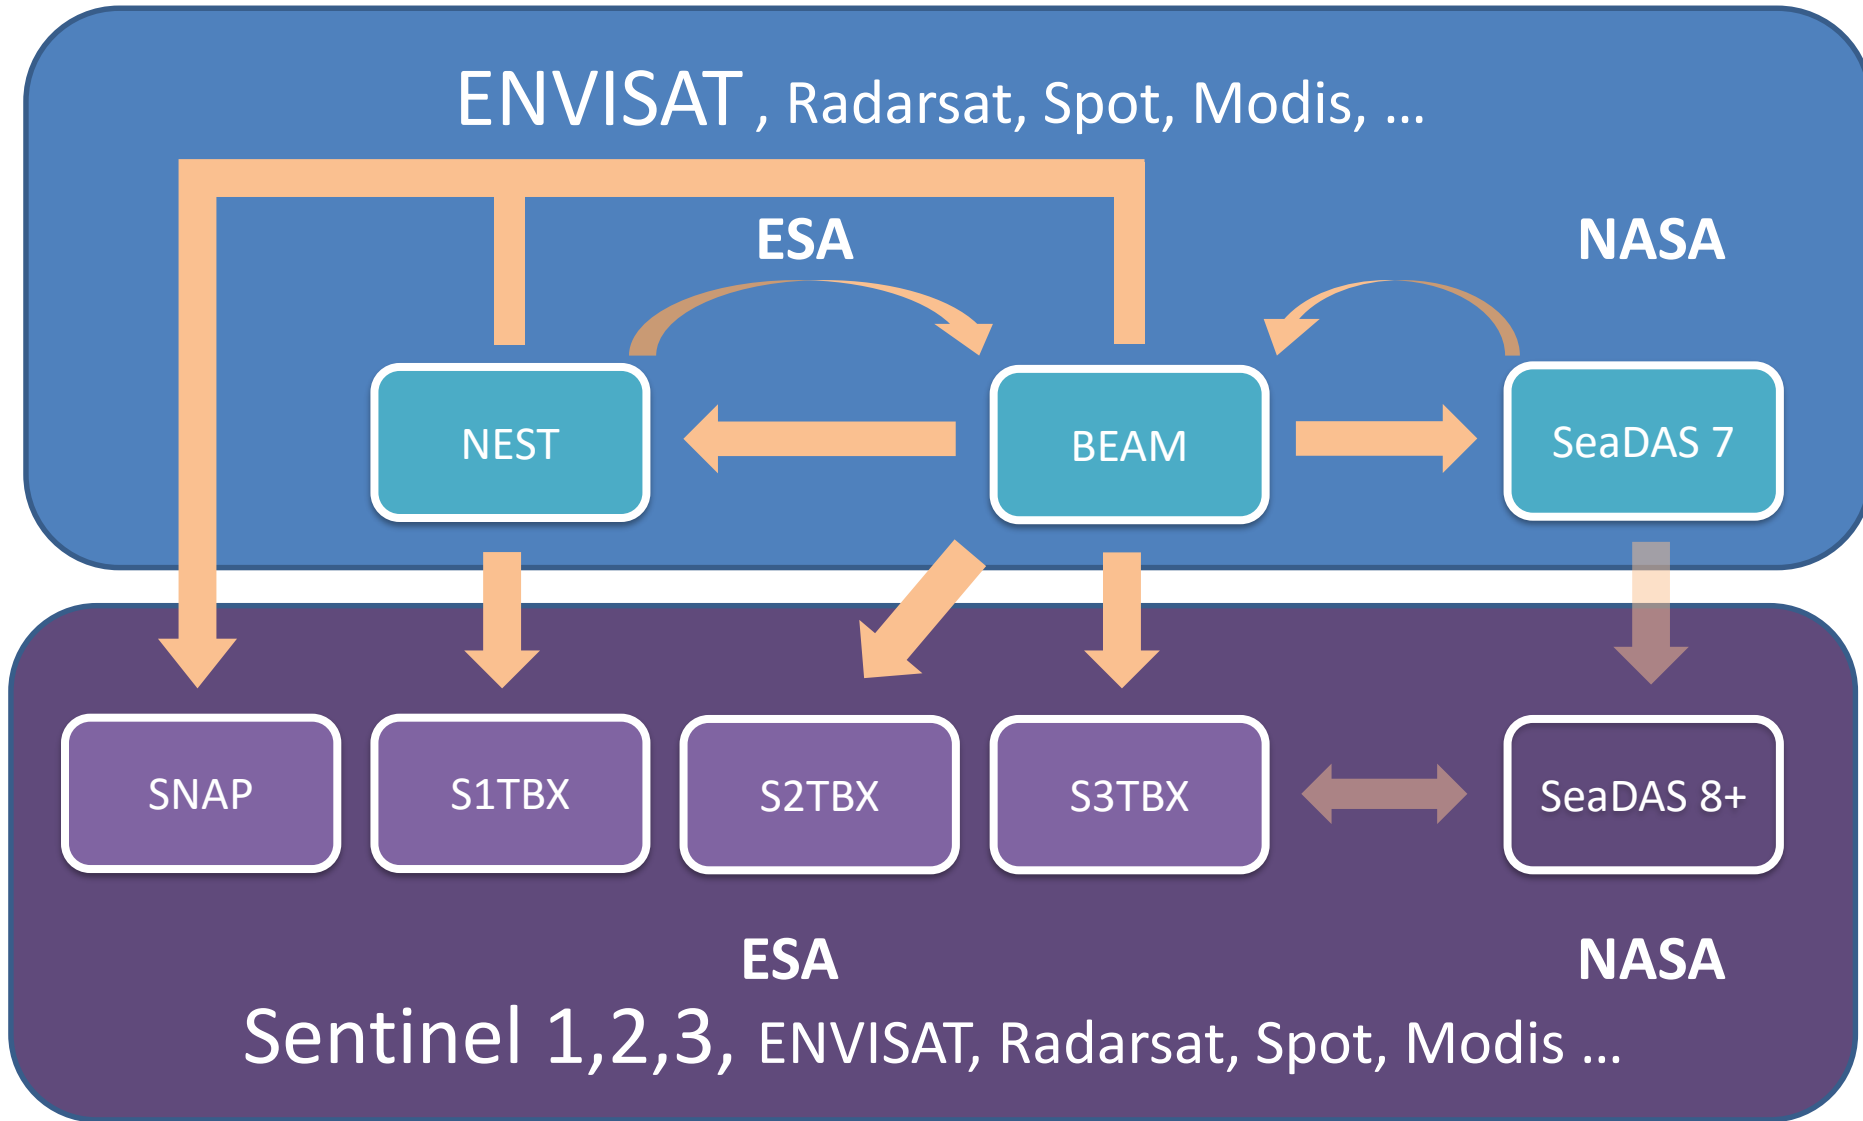 ENVISAT, Radarsat, Spot, Modis, ...
ESA NASA
NEST BEAM SeaDAS 7
SNAP S1TBX S2TBX S3TBX SeaDAS 8+
ESA NASA
Sentinel 1,2,3, ENVISAT, Radarsat, Spot, Modis ...